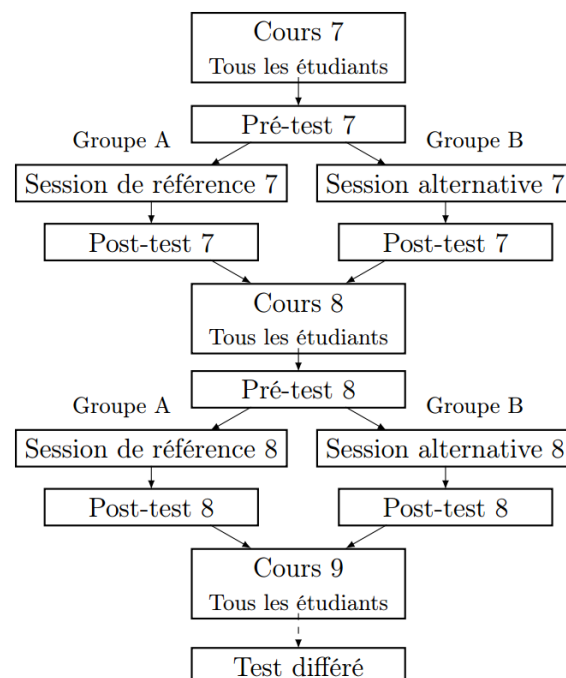 Cours 7
Tous les étudiants
Pré-test 7
Groupe A
Groupe B
Session de référence 7
Session alternative 7
Post-test 7
Post-test 7
Cours 8
Tous les étudiants
Pré-test 8
Groupe A
Groupe B
Session de référence 8
Session alternative 8
Post-test 8
Post-test 8
Cours 9
Tous les étudiants
Test différé